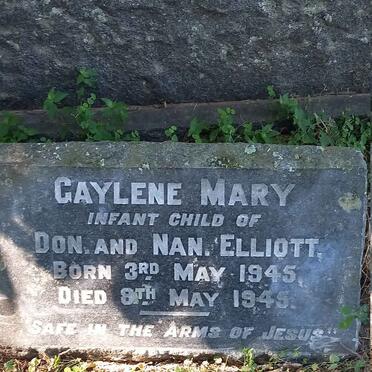 GAYLENE MARY
INFANT CHILD OF
DON. AND NAN. ELLIOTT.
BORN 3RD MAY 1945
DIED 8TH MAY 1945.
"SAFE IN THE ARMS OF JESUS"